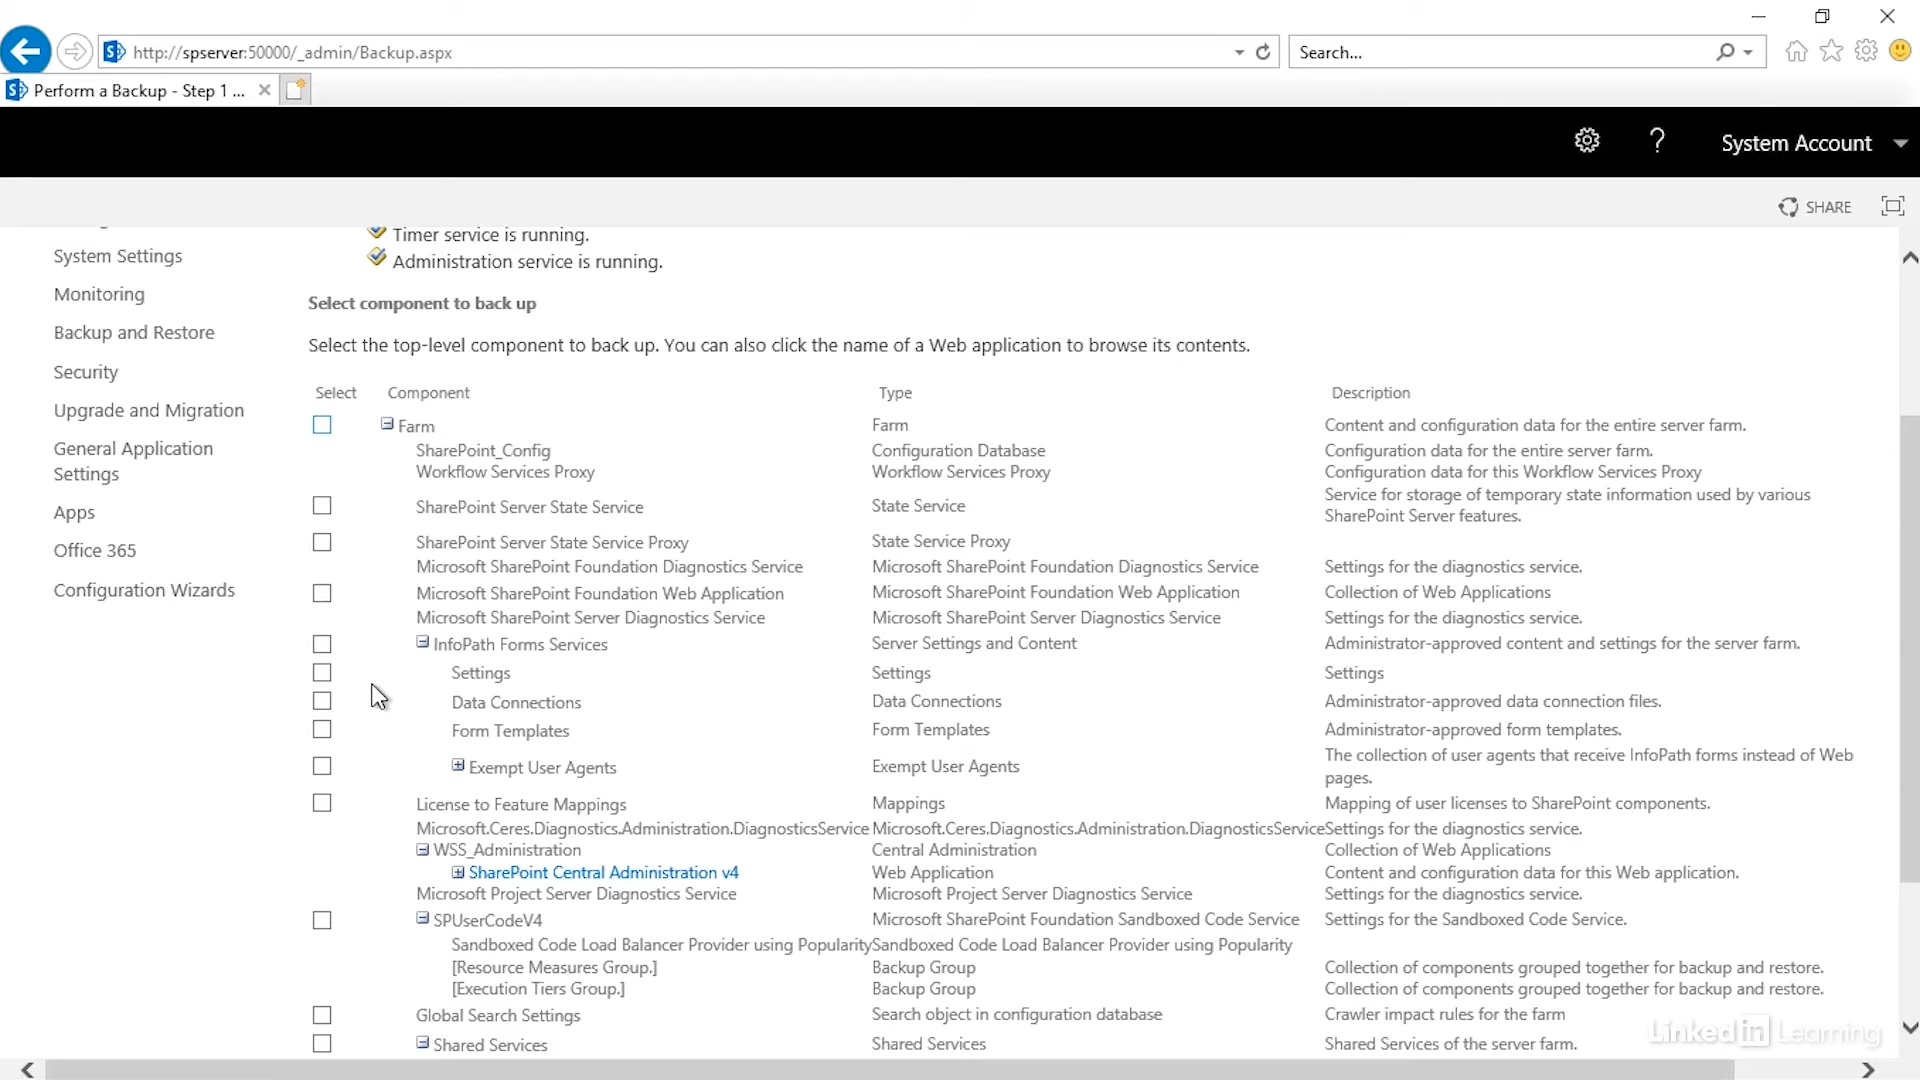 http://spserver:50000/_admin/Backup.aspx
Search...
Perform a Backup - Step 1 ...
?
System Account
SHARE
System Settings
Monitoring
Backup and Restore
Security
Upgrade and Migration
General Application
Settings
Apps
Office 365
Configuration Wizards
Timer service is running.
Administration service is running.
Select component to back up
Select the top-level component to back up. You can also click the name of a Web application to browse its contents.
Select Component Type Description
Farm Farm Content and configuration data for the entire server farm.
SharePoint_Config Configuration Database Configuration data for the entire server farm.
Workflow Services Proxy Workflow Services Proxy Configuration data for this Workflow Services Proxy
SharePoint Server State Service State Service Service for storage of temporary state information used by various
SharePoint Server features.
SharePoint Server State Service Proxy State Service Proxy
Microsoft SharePoint Foundation Diagnostics Service Microsoft SharePoint Foundation Diagnostics Service Settings for the diagnostics service.
Microsoft SharePoint Foundation Web Application Microsoft SharePoint Foundation Web Application Collection of Web Applications
Microsoft SharePoint Server Diagnostics Service Microsoft SharePoint Server Diagnostics Service Settings for the diagnostics service.
InfoPath Forms Services Server Settings and Content Administrator-approved content and settings for the server farm.
Settings Settings Settings
Data Connections Data Connections Administrator-approved data connection files.
Form Templates Form Templates Administrator-approved form templates.
Exempt User Agents Exempt User Agents The collection of user agents that receive InfoPath forms instead of Web
pages.
License to Feature Mappings Mappings Mapping of user licenses to SharePoint components.
Microsoft.Ceres.Diagnostics.Administration.DiagnosticsService Microsoft.Ceres.Diagnostics.Administration.DiagnosticsService Settings for the diagnostics service.
WSS_Administration Central Administration Collection of Web Applications
SharePoint Central Administration v4 Web Application Content and configuration data for this Web application.
Microsoft Project Server Diagnostics Service Microsoft Project Server Diagnostics Service Settings for the diagnostics service.
SPUserCodeV4 Microsoft SharePoint Foundation Sandboxed Code Service Settings for the Sandboxed Code Service.
Sandboxed Code Load Balancer Provider using Popularity Sandboxed Code Load Balancer Provider using Popularity
[Resource Measures Group.] Backup Group Collection of components grouped together for backup and restore.
[Execution Tiers Group.] Backup Group Collection of components grouped together for backup and restore.
Global Search Settings Search object in configuration database Crawler impact rules for the farm
Shared Services Shared Services Shared Services of the server farm.
Linked in Learning